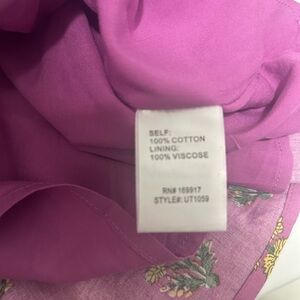 SELF:
100% COTTON
LINING:
100% VISCOSE
RN# 169917
STYLE#: UT1059